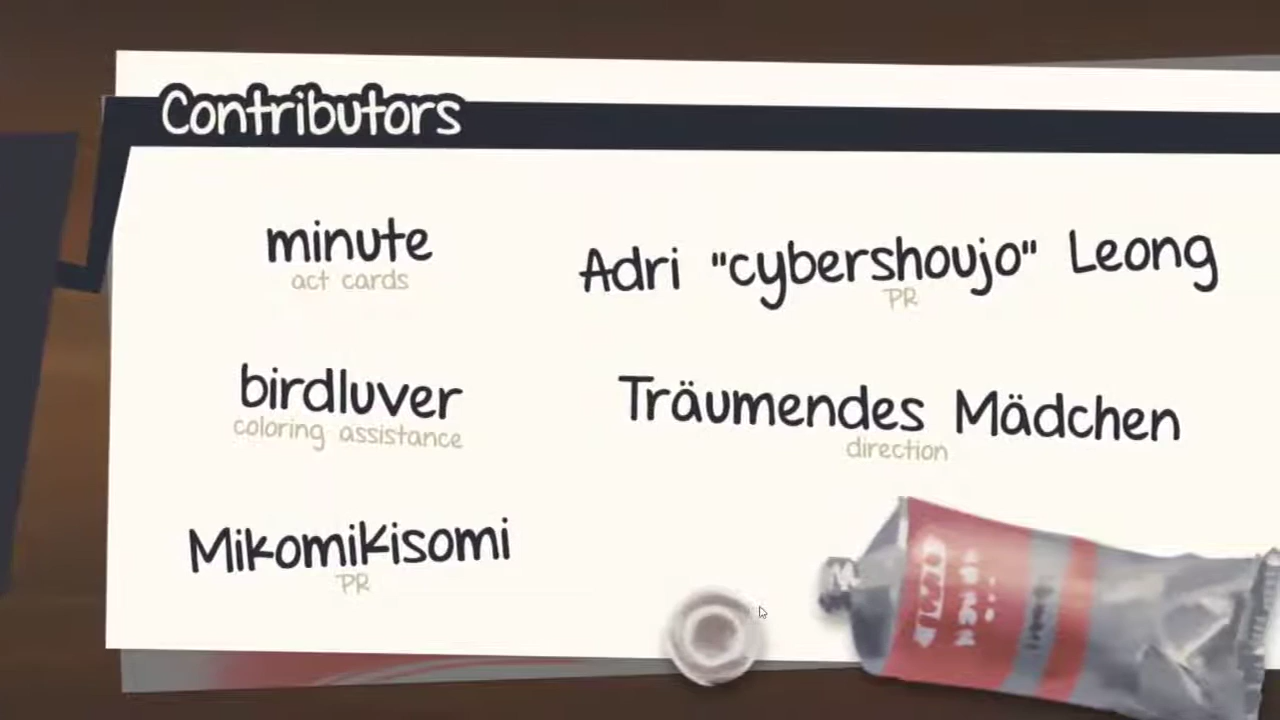 Contributors
minute
act cards
Adri "cybershoujo" Leong
PR
birdluver
coloring assistance
Träumendes Mädchen
direction
Mikomikisomi
PR